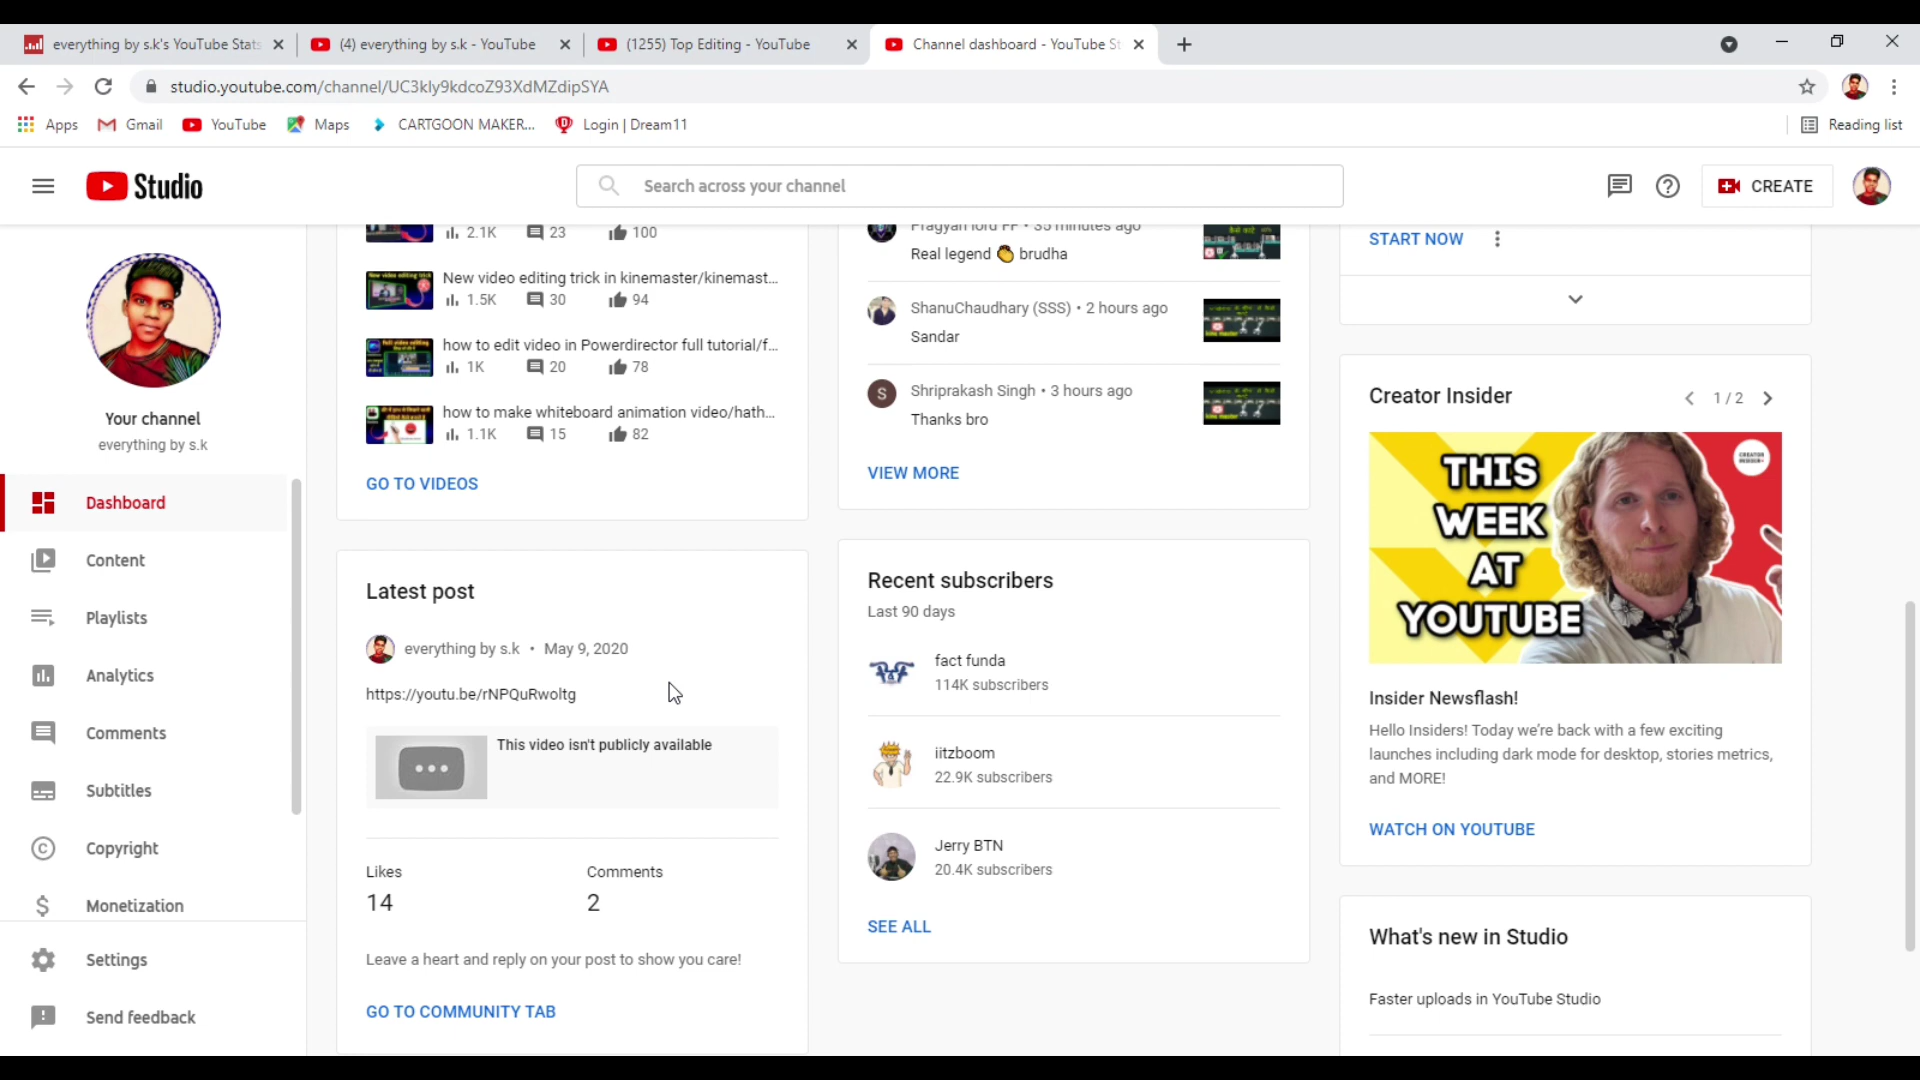 everything by s.k's YouTube Stats
(4) everything by s.k - YouTube
(1255) Top Editing - YouTube
Channel dashboard - YouTube St
studio.youtube.com/channel/UC3kly9kdcoZ93XdMZdipSYA
Apps
Gmail
YouTube
Maps
CARTGOON MAKER...
Login | Dream11
Reading list
Studio
Search across your channel
CREATE
Your channel
everything by s.k
Dashboard
Content
Playlists
Analytics
Comments
Subtitles
Copyright
Monetization
Settings
Send feedback
2.1K 23 100
New video editing trick in kinemaster/kinemast...
1.5K 30 94
how to edit video in Powerdirector full tutorial/f...
1K 20 78
how to make whiteboard animation video/hath...
1.1K 15 82
GO TO VIDEOS
Latest post
everything by s.k • May 9, 2020
https://youtu.be/rNPQuRwoltg
This video isn't publicly available
Likes
14
Comments
2
Leave a heart and reply on your post to show you care!
GO TO COMMUNITY TAB
Pragyan lord FF • 35 minutes ago
Real legend 👏 brudha
ShanuChaudhary (SSS) • 2 hours ago
Sandar
S
Shriprakash Singh • 3 hours ago
Thanks bro
VIEW MORE
Recent subscribers
Last 90 days
fact funda
114K subscribers
iitzboom
22.9K subscribers
Jerry BTN
20.4K subscribers
SEE ALL
START NOW
Creator Insider
1 / 2
THIS
WEEK
AT
YOUTUBE
Insider Newsflash!
Hello Insiders! Today we're back with a few exciting
launches including dark mode for desktop, stories metrics,
and MORE!
WATCH ON YOUTUBE
What's new in Studio
Faster uploads in YouTube Studio